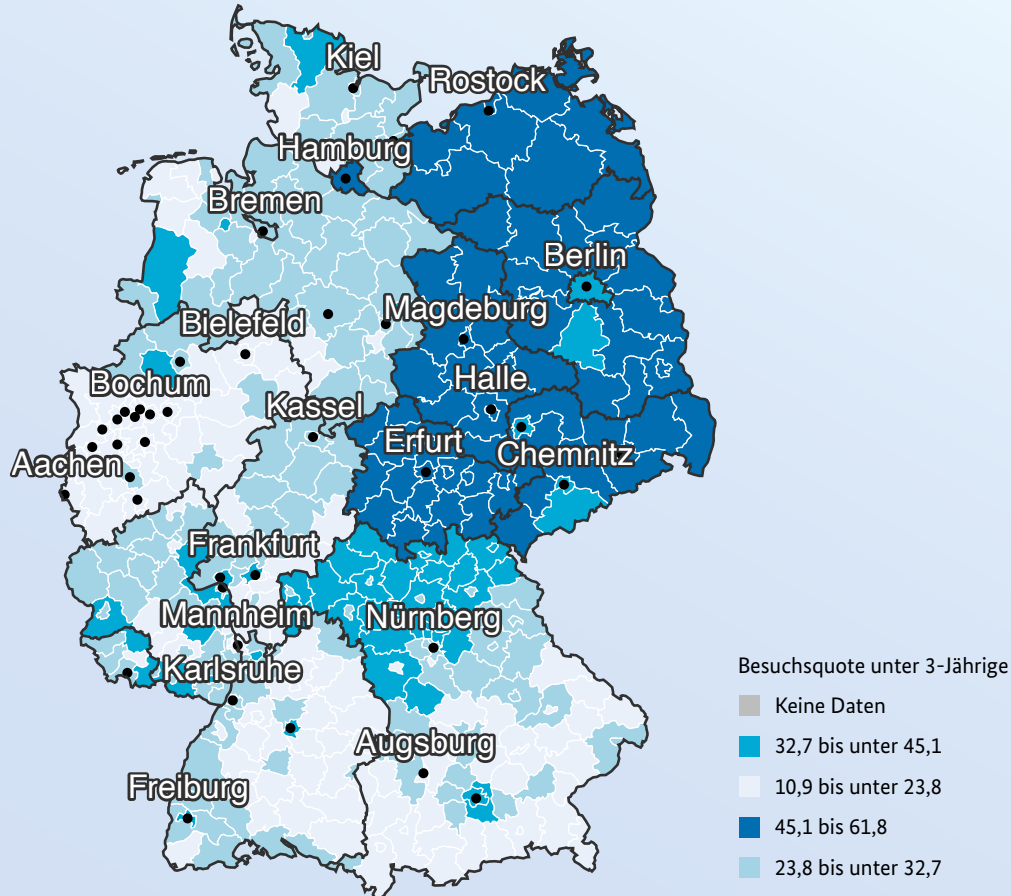 Kiel
Rostock
Hamburg
Bremen
Berlin
Magdeburg
Bielefeld
Halle
Bochum
Kassel
Erfurt
Chemnitz
Aachen
Frankfurt
Mannheim
Nürnberg
Karlsruhe
Augsburg
Freiburg
Besuchsquote unter 3-Jährige
Keine Daten
32,7 bis unter 45,1
10,9 bis unter 23,8
45,1 bis 61,8
23,8 bis unter 32,7